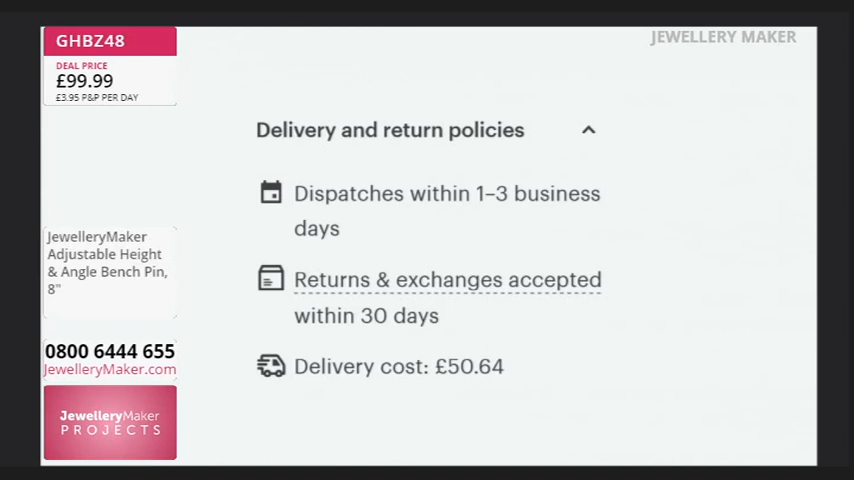 GHBZ48
DEAL PRICE
£99.99
£3.95 P&P PER DAY
JEWELLERY MAKER
Delivery and return policies
Dispatches within 1–3 business
days
Returns & exchanges accepted
within 30 days
Delivery cost: £50.64
JewelleryMaker
Adjustable Height
& Angle Bench Pin,
8"
0800 6444 655
JewelleryMaker.com
JewelleryMaker
PROJECTS